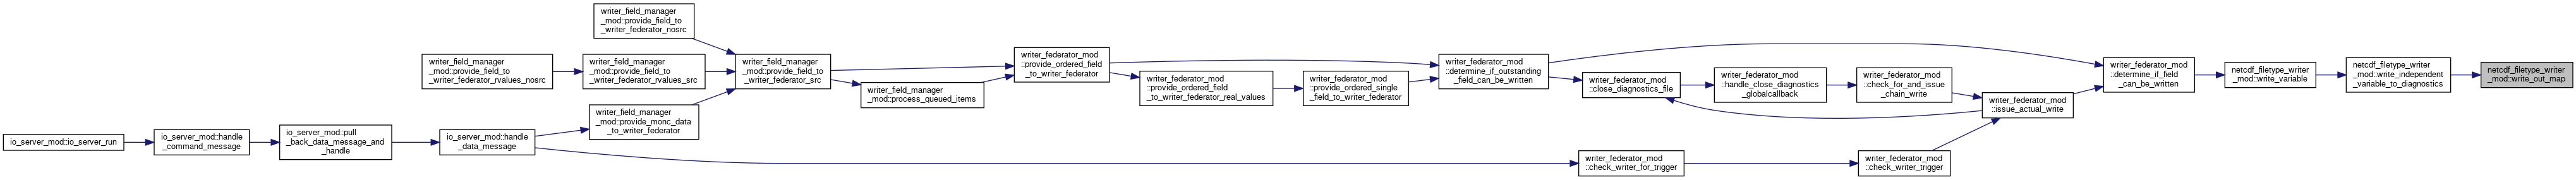 writer_field_manager
_mod::provide_field_to
_writer_federator_nosrc
writer_field_manager
_mod::provide_field_to
_writer_federator_rvalues_nosrc
writer_field_manager
_mod::provide_field_to
_writer_federator_rvalues_src
writer_field_manager
_mod::provide_field_to
_writer_federator_src
writer_field_manager
_mod::provide_monc_data
_to_writer_federator
io_server_mod::io_server_run
io_server_mod::handle
_command_message
io_server_mod::pull
_back_data_message_and
_handle
io_server_mod::handle
_data_message
writer_field_manager
_mod::process_queued_items
writer_federator_mod
::provide_ordered_field
_to_writer_federator
writer_federator_mod
::provide_ordered_field
_to_writer_federator_real_values
writer_federator_mod
::provide_ordered_single
_field_to_writer_federator
writer_federator_mod
::determine_if_outstanding
_field_can_be_written
writer_federator_mod
::close_diagnostics_file
writer_federator_mod
::handle_close_diagnostics
_globalcallback
writer_federator_mod
::check_for_and_issue
_chain_write
writer_federator_mod
::issue_actual_write
writer_federator_mod
::check_writer_for_trigger
writer_federator_mod
::check_writer_trigger
writer_federator_mod
::determine_if_field
_can_be_written
netcdf_filetype_writer
_mod::write_variable
netcdf_filetype_writer
_mod::write_independent
_variable_to_diagnostics
netcdf_filetype_writer
_mod::write_out_map